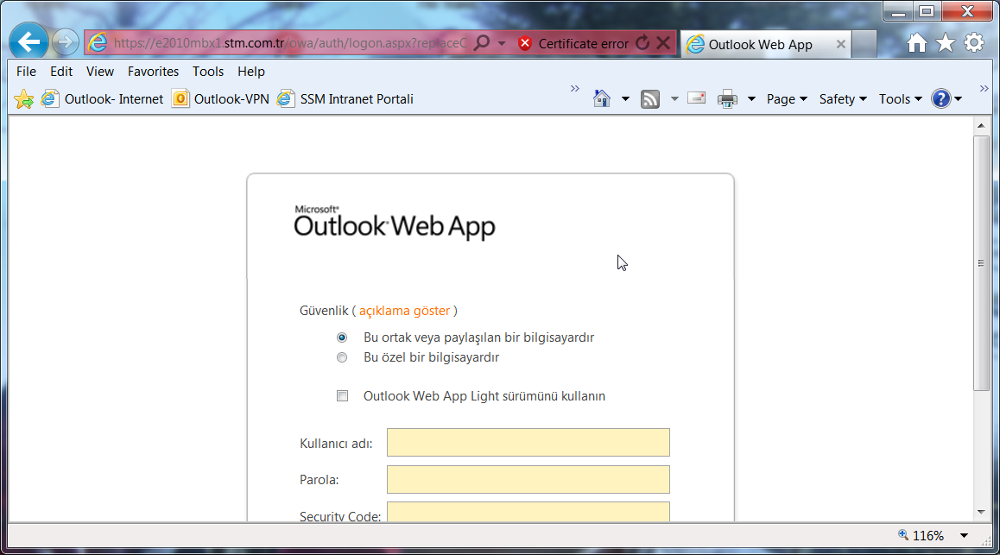 https://e2010mbx1.stm.com.tr/owa/auth/logon.aspx?replaceC Certificate error Outlook Web App
File Edit View Favorites Tools Help
Outlook- Internet Outlook-VPN SSM Intranet Portali » Page Safety Tools »
Microsoft®
Outlook Web App
Güvenlik ( açıklama göster )
Bu ortak veya paylaşılan bir bilgisayardır
Bu özel bir bilgisayardır
Outlook Web App Light sürümünü kullanın
Kullanıcı adı:
Parola:
Security Code:
116%